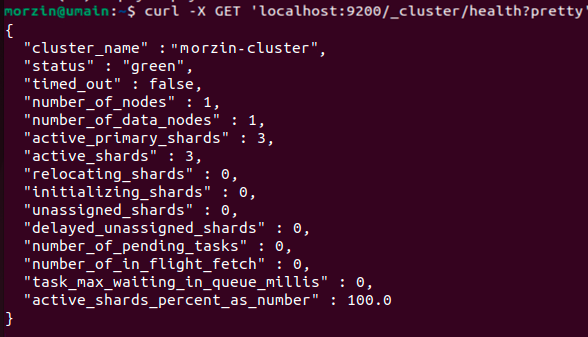 morzin@umain:~$ curl -X GET 'localhost:9200/_cluster/health?pretty'
{
  "cluster_name" : "morzin-cluster",
  "status" : "green",
  "timed_out" : false,
  "number_of_nodes" : 1,
  "number_of_data_nodes" : 1,
  "active_primary_shards" : 3,
  "active_shards" : 3,
  "relocating_shards" : 0,
  "initializing_shards" : 0,
  "unassigned_shards" : 0,
  "delayed_unassigned_shards" : 0,
  "number_of_pending_tasks" : 0,
  "number_of_in_flight_fetch" : 0,
  "task_max_waiting_in_queue_millis" : 0,
  "active_shards_percent_as_number" : 100.0
}